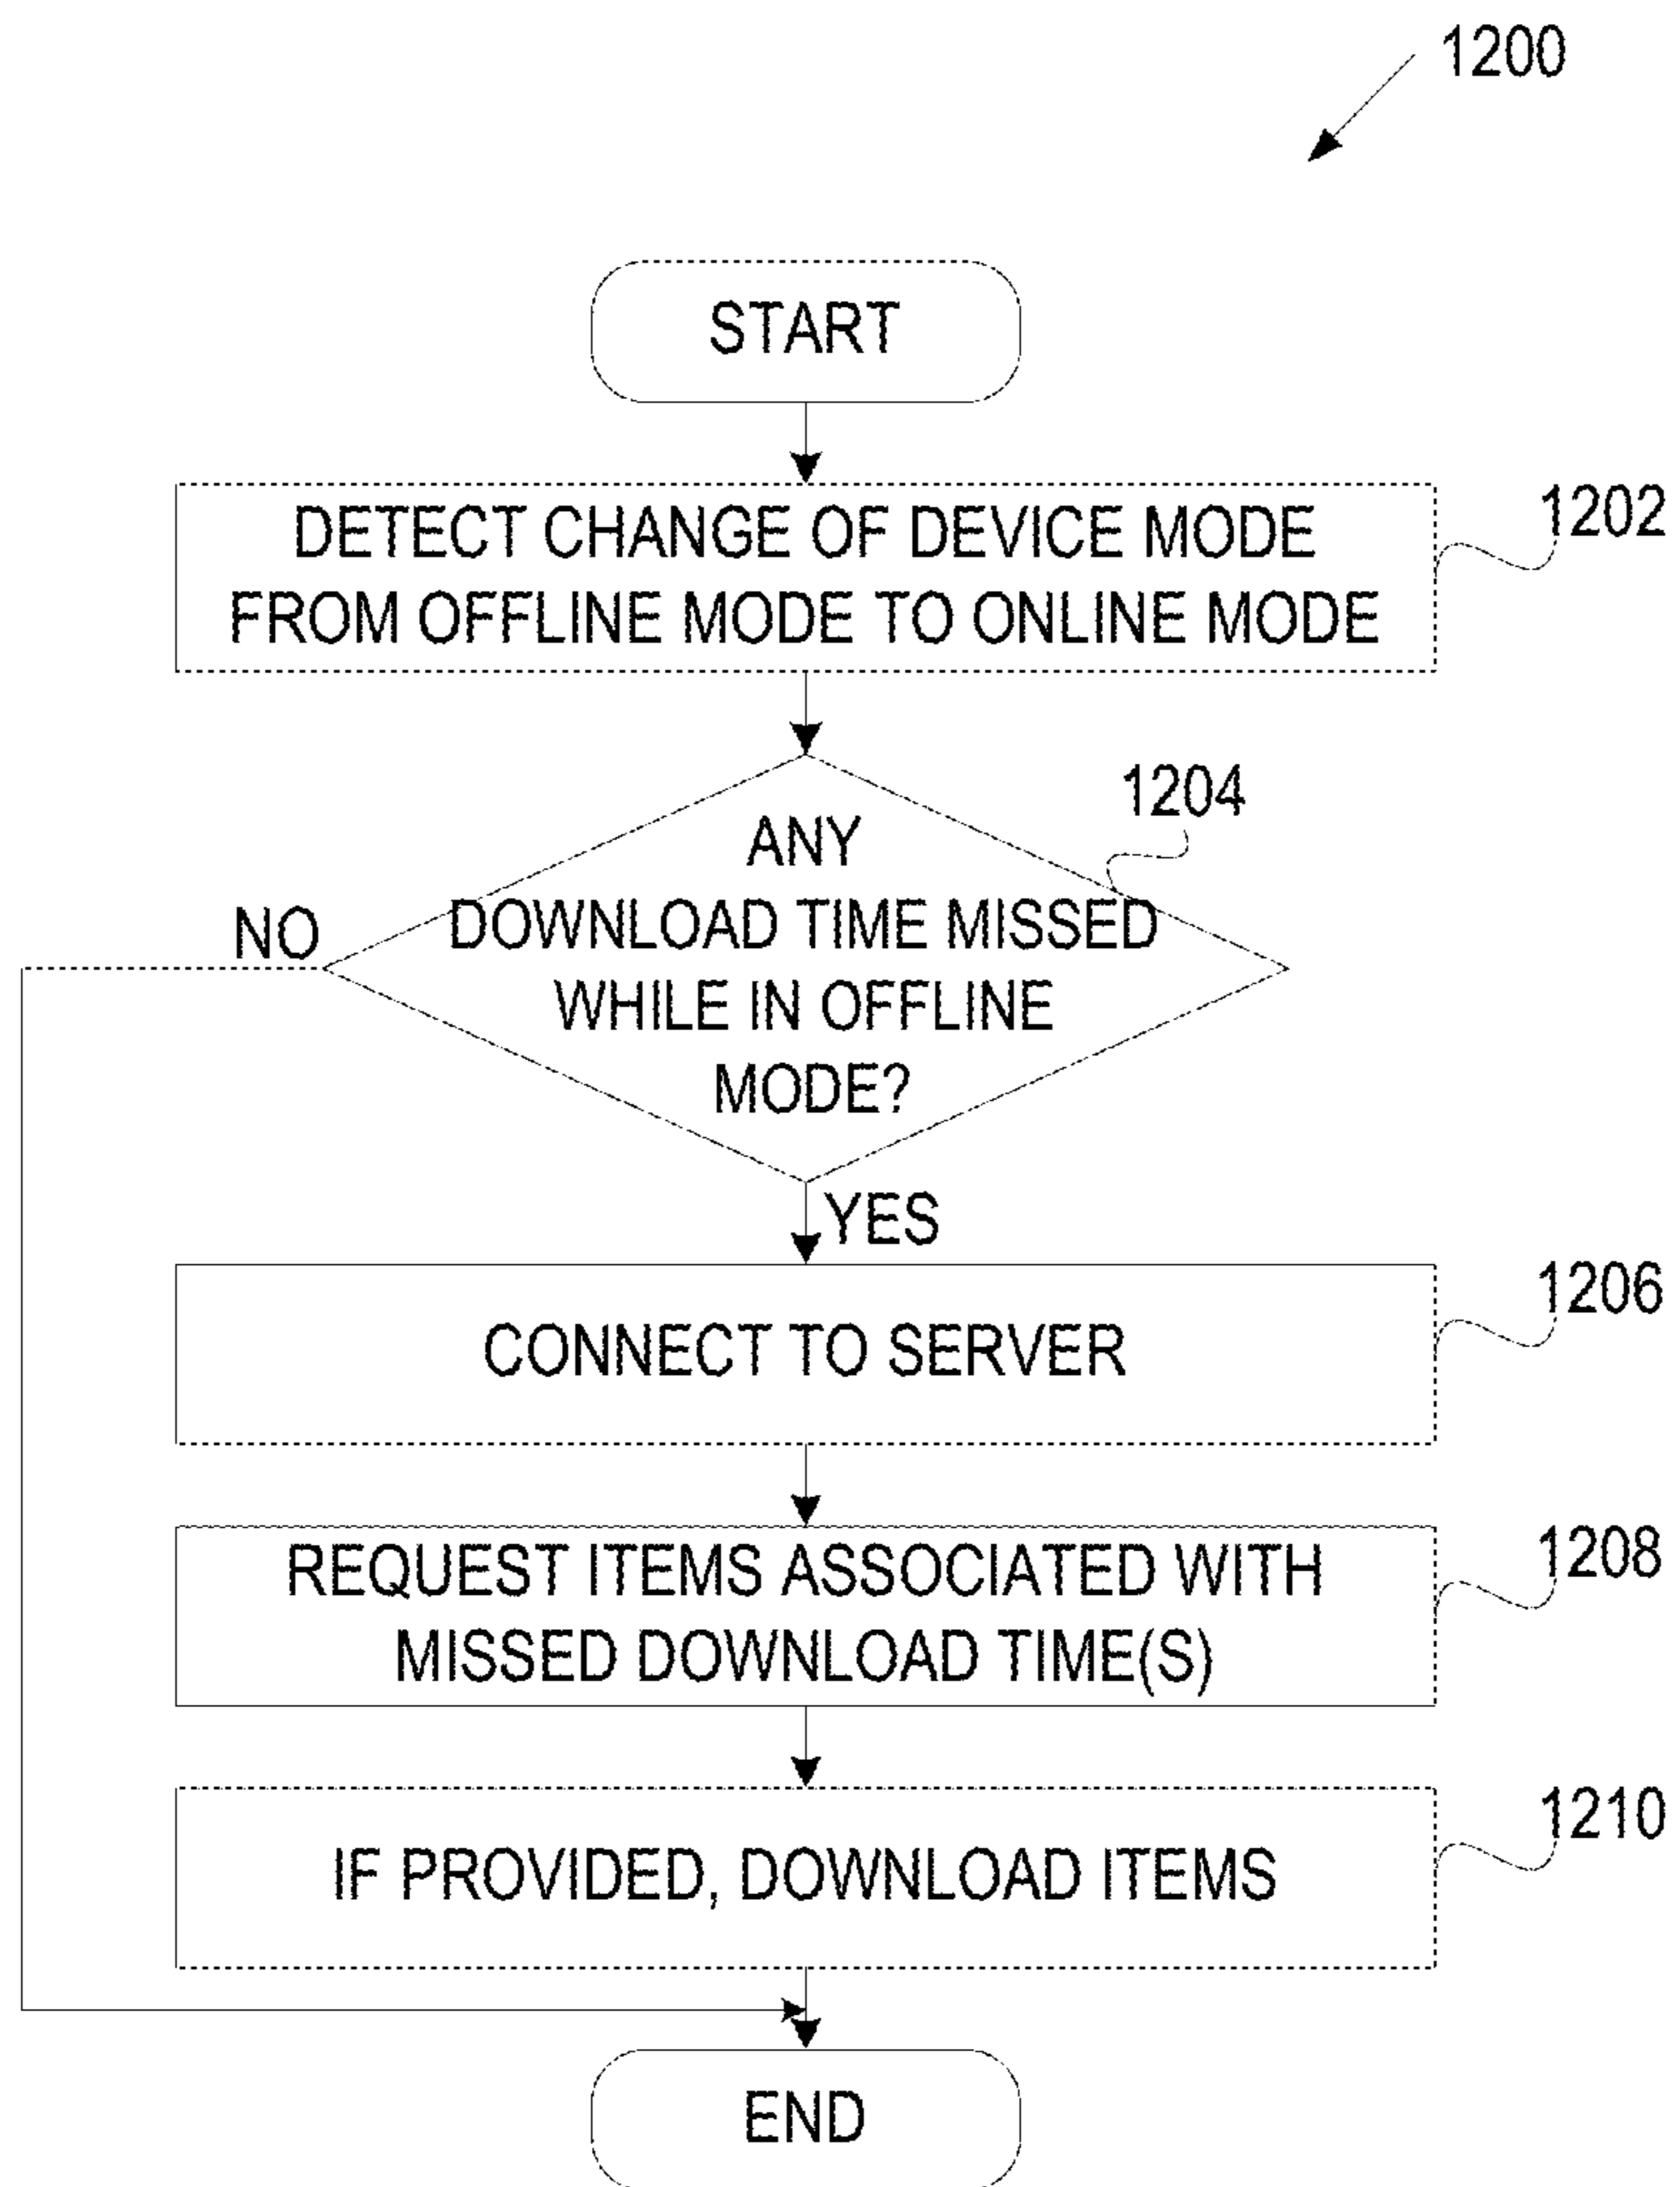 1200
START
DETECT CHANGE OF DEVICE MODE
FROM OFFLINE MODE TO ONLINE MODE
1202
1204
ANY
DOWNLOAD TIME MISSED
WHILE IN OFFLINE
MODE?
NO
YES
CONNECT TO SERVER
1206
REQUEST ITEMS ASSOCIATED WITH
MISSED DOWNLOAD TIME(S)
1208
IF PROVIDED, DOWNLOAD ITEMS
1210
END